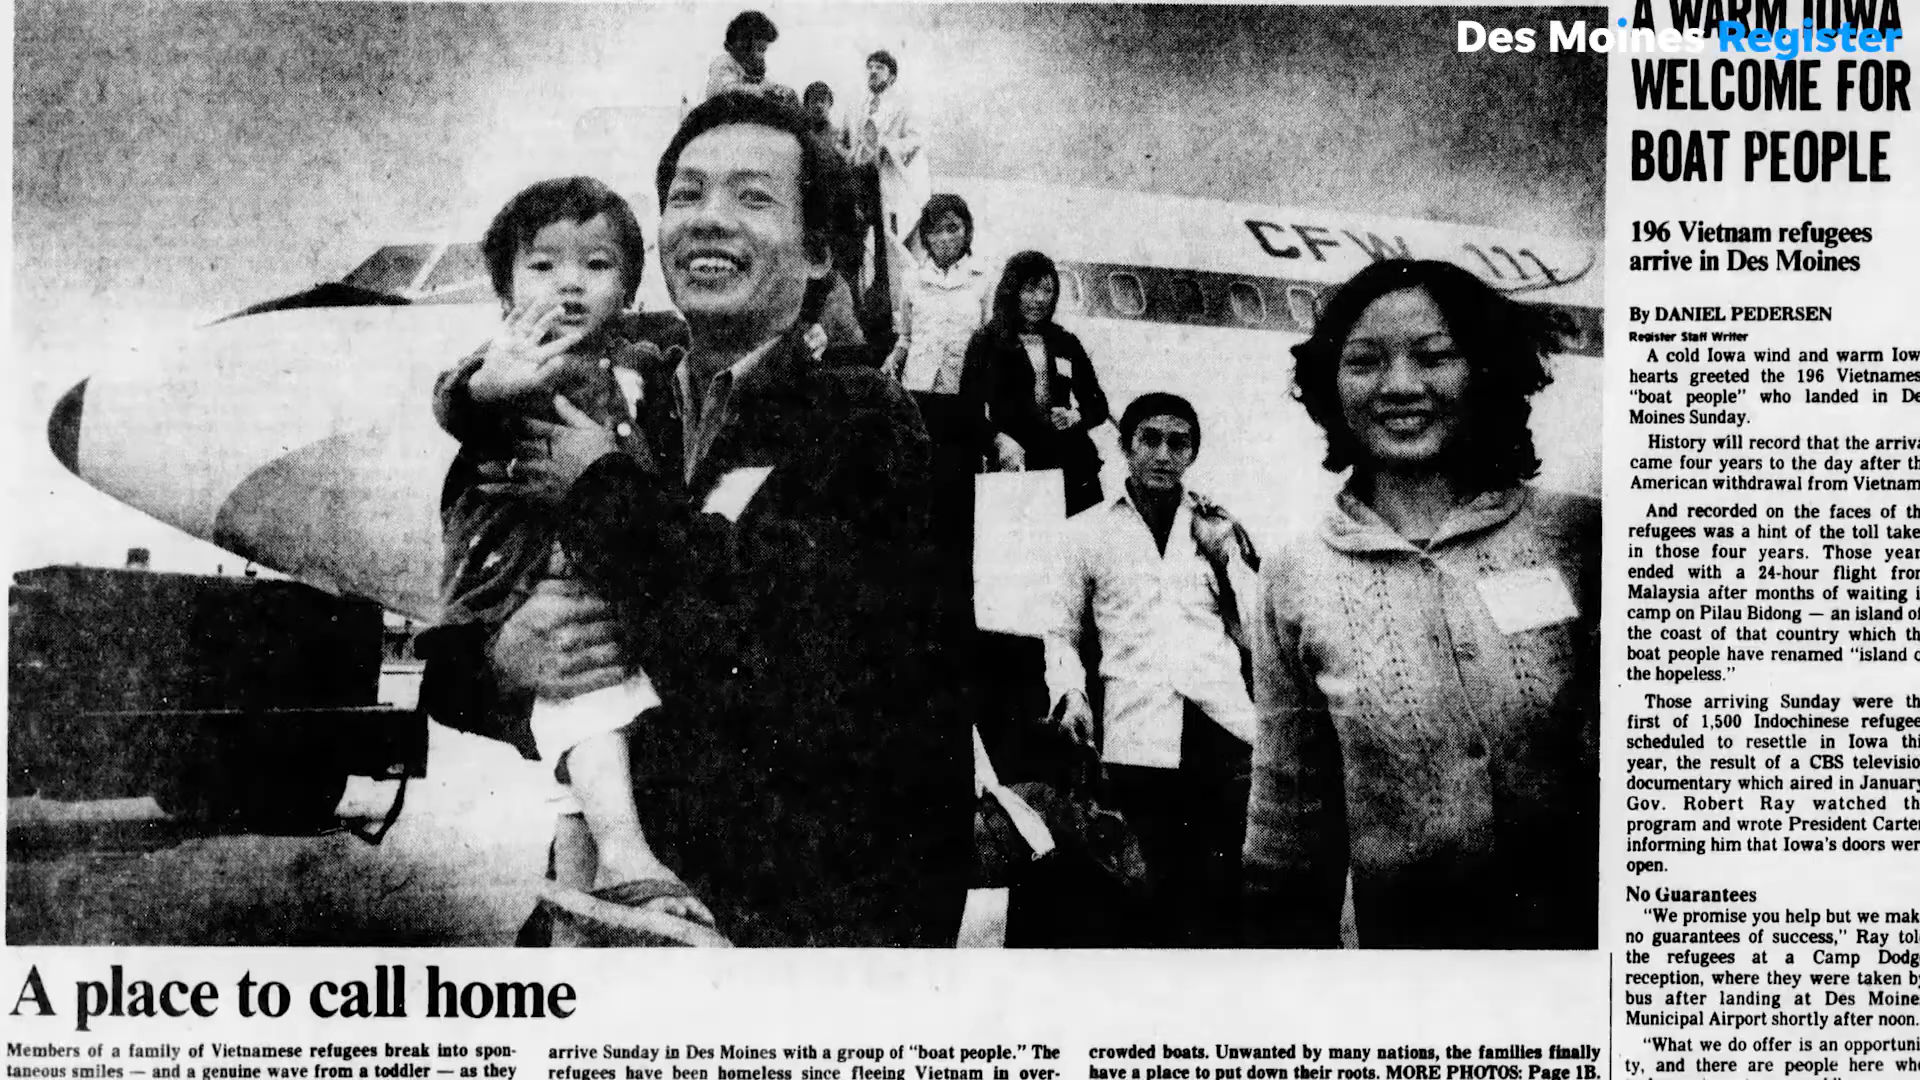 Des Moines Register
CFW 111
A WARM IOWA
WELCOME FOR
BOAT PEOPLE
196 Vietnam refugees
arrive in Des Moines
By DANIEL PEDERSEN
Register Staff Writer
A cold Iowa wind and warm Iow
hearts greeted the 196 Vietnames
"boat people" who landed in De
Moines Sunday.
History will record that the arriva
came four years to the day after th
American withdrawal from Vietnam
And recorded on the faces of th
refugees was a hint of the toll take
in those four years. Those year
ended with a 24-hour flight from
Malaysia after months of waiting i
camp on Pilau Bidong — an island of
the coast of that country which th
boat people have renamed "island o
the hopeless."
Those arriving Sunday were th
first of 1,500 Indochinese refugee
scheduled to resettle in Iowa thi
year, the result of a CBS televisio
documentary which aired in January
Gov. Robert Ray watched th
program and wrote President Carter
informing him that Iowa's doors wer
open.
No Guarantees
"We promise you help but we mak
no guarantees of success," Ray tol
the refugees at a Camp Dodg
reception, where they were taken by
bus after landing at Des Moine
Municipal Airport shortly after noon.
"What we do offer is an opportuni
ty, and there are people here who
A place to call home
Members of a family of Vietnamese refugees break into spon-
taneous smiles — and a genuine wave from a toddler — as they
arrive Sunday in Des Moines with a group of "boat people." The
refugees have been homeless since fleeing Vietnam in over-
crowded boats. Unwanted by many nations, the families finally
have a place to put down their roots. MORE PHOTOS: Page 1B.